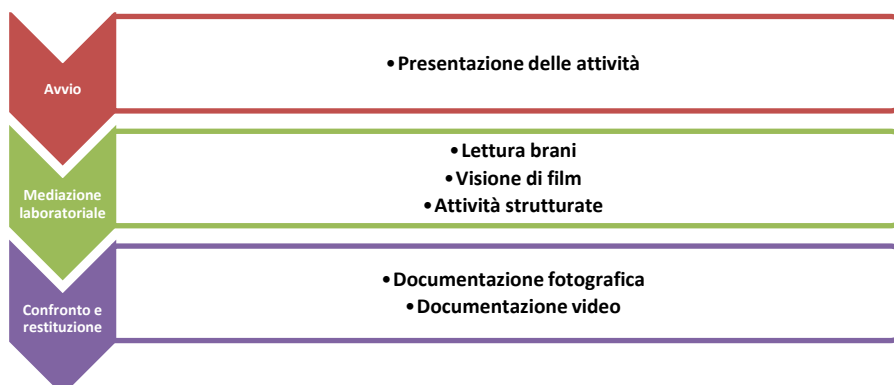 Avvio
•Presentazione delle attività
Mediazione
laboratoriale
•Lettura brani
•Visione di film
•Attività strutturate
Confronto e
restituzione
•Documentazione fotografica
•Documentazione video